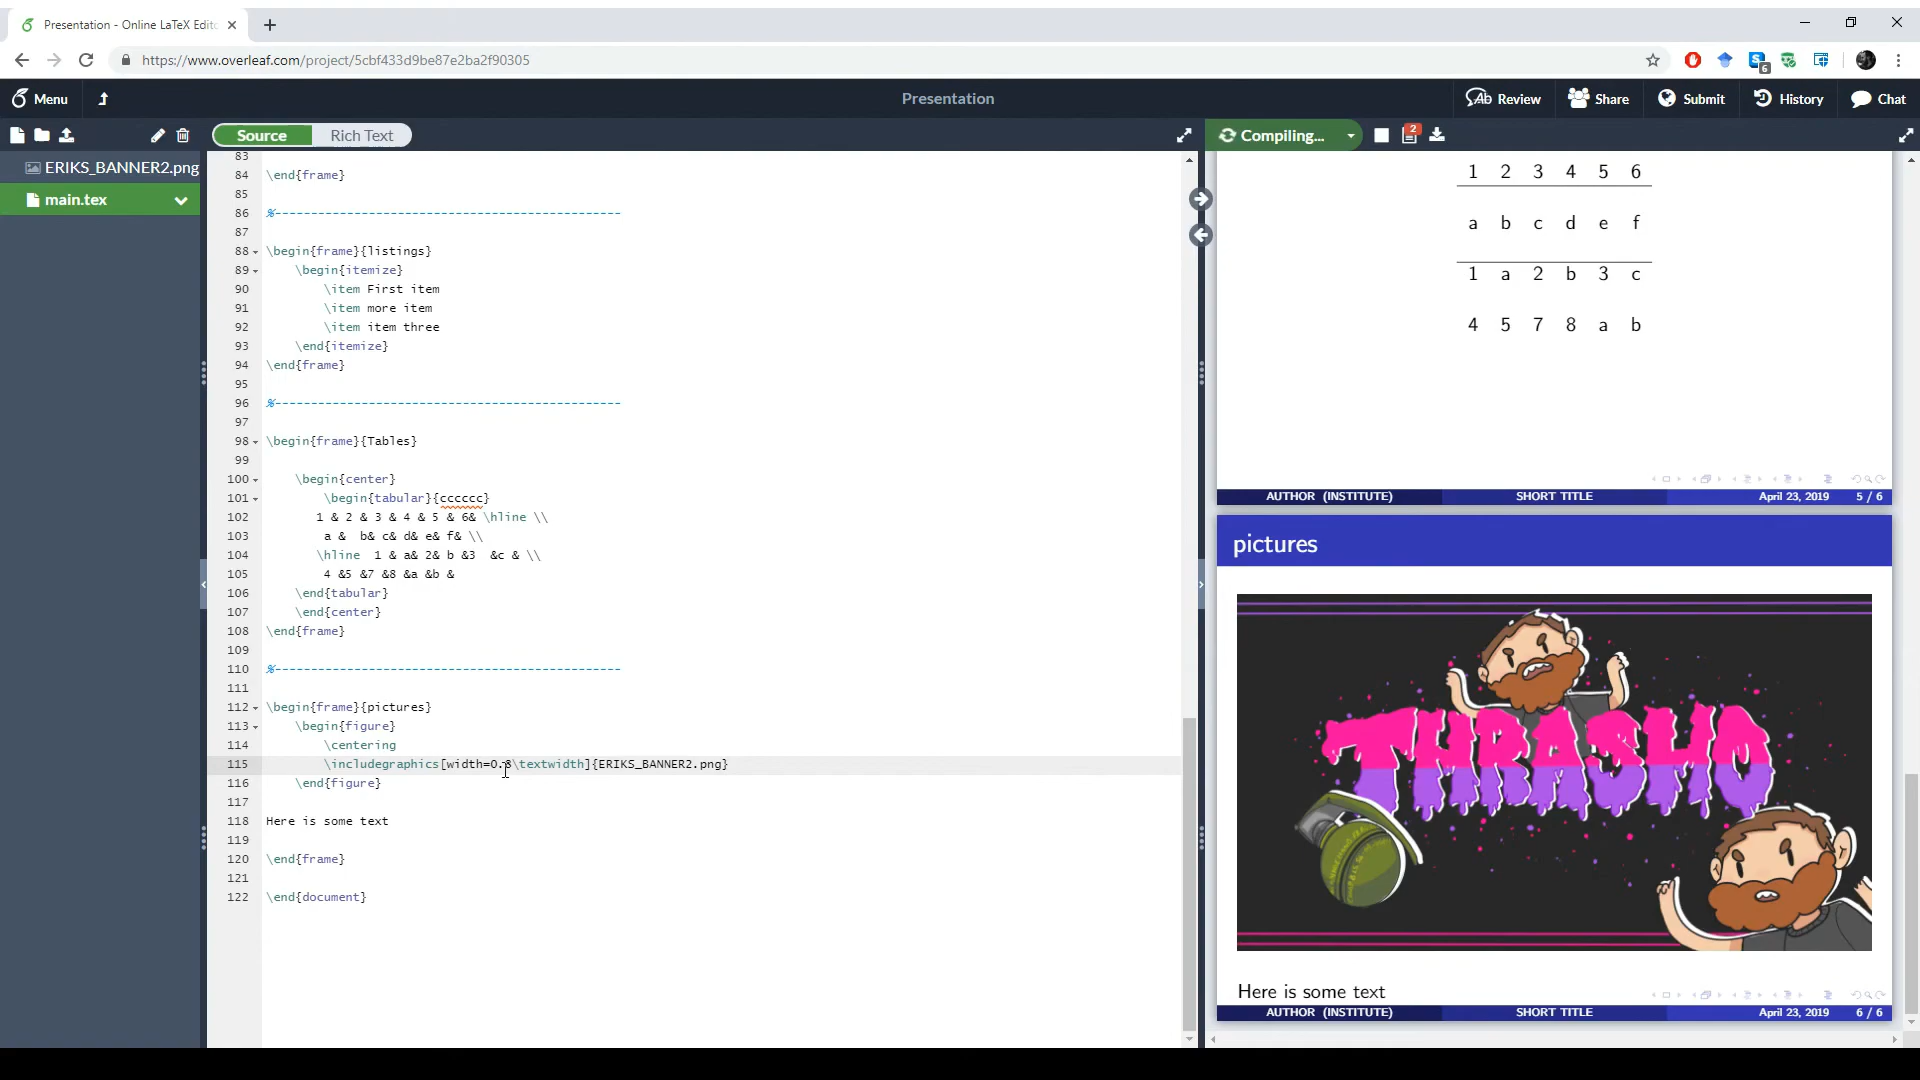 Presentation - Online LaTeX Edito
https://www.overleaf.com/project/5cbf433d9be87e2ba2f90305
6
Menu
Presentation
Review
Share
Submit
History
Chat
Source
Rich Text
Compiling...
2
ERIKS_BANNER2.png
main.tex
83
84 \end{frame}
85
86 %------------------------------------------------
87
88 \begin{frame}{listings}
89 \begin{itemize}
90 \item First item
91 \item more item
92 \item item three
93 \end{itemize}
94 \end{frame}
95
96 %------------------------------------------------
97
98 \begin{frame}{Tables}
99
100 \begin{center}
101 \begin{tabular}{cccccc}
102 1 & 2 & 3 & 4 & 5 & 6& \hline \\
103 a &  b& c& d& e& f& \\
104 \hline  1 & a& 2& b &3  &c & \\
105 4 &5 &7 &8 &a &b &
106 \end{tabular}
107 \end{center}
108 \end{frame}
109
110 %------------------------------------------------
111
112 \begin{frame}{pictures}
113 \begin{figure}
114 \centering
115 \includegraphics[width=0.8\textwidth]{ERIKS_BANNER2.png}
116 \end{figure}
117
118 Here is some text
119
120 \end{frame}
121
122 \end{document}
1 2 3 4 5 6
a b c d e f
1 a 2 b 3 c
4 5 7 8 a b
AUTHOR (INSTITUTE) SHORT TITLE April 23, 2019 5 / 6
pictures
THRASHO
Here is some text
AUTHOR (INSTITUTE) SHORT TITLE April 23, 2019 6 / 6